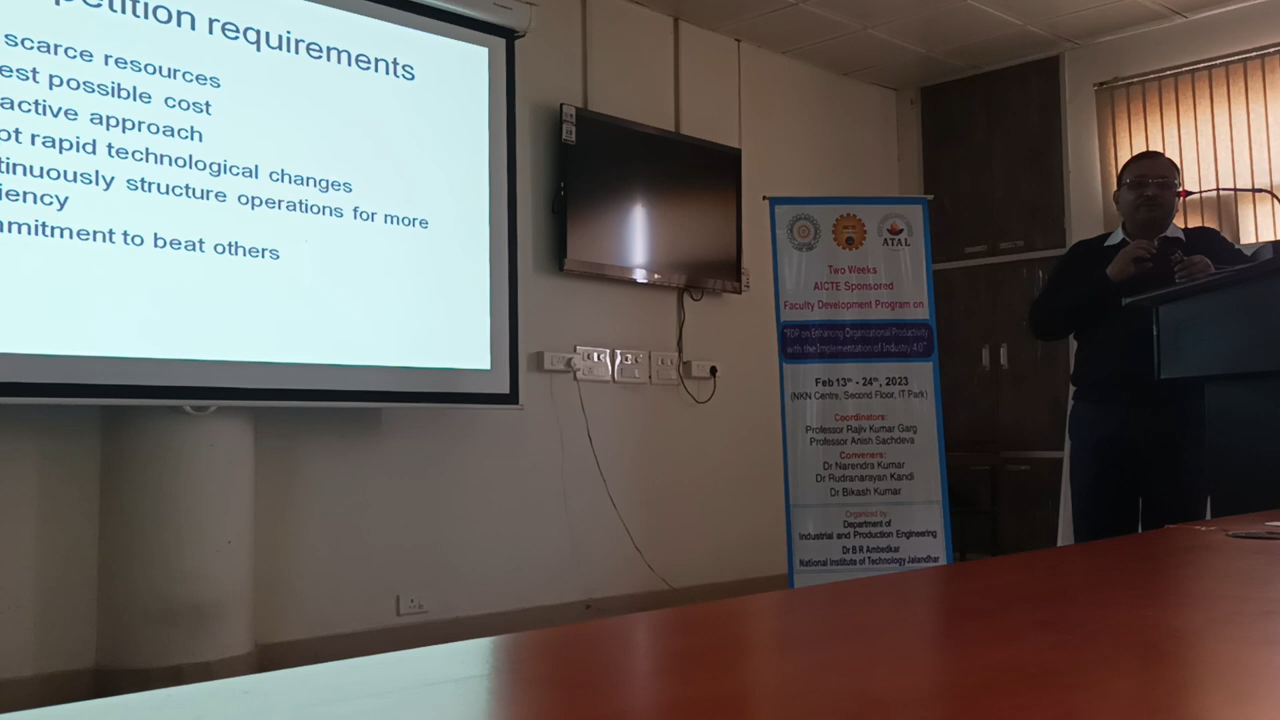 petition requirements
scarce resources
est possible cost
active approach
pt rapid technological changes
tinuously structure operations for more
iency
mmitment to beat others
ATAL
Two Weeks
AICTE Sponsored
Faculty Development Program on
"FDP on Enhancing Organizational Productivity
with the Implementation of Industry 4.0"
Feb 13th - 24th, 2023
(NKN Centre, Second Floor, IT Park)
Coordinators:
Professor Rajiv Kumar Garg
Professor Anish Sachdeva
Conveners:
Dr Narendra Kumar
Dr Rudranarayan Kandi
Dr Bikash Kumar
Organized by
Department of
Industrial and Production Engineering
Dr B R Ambedkar
National Institute of Technology Jalandhar